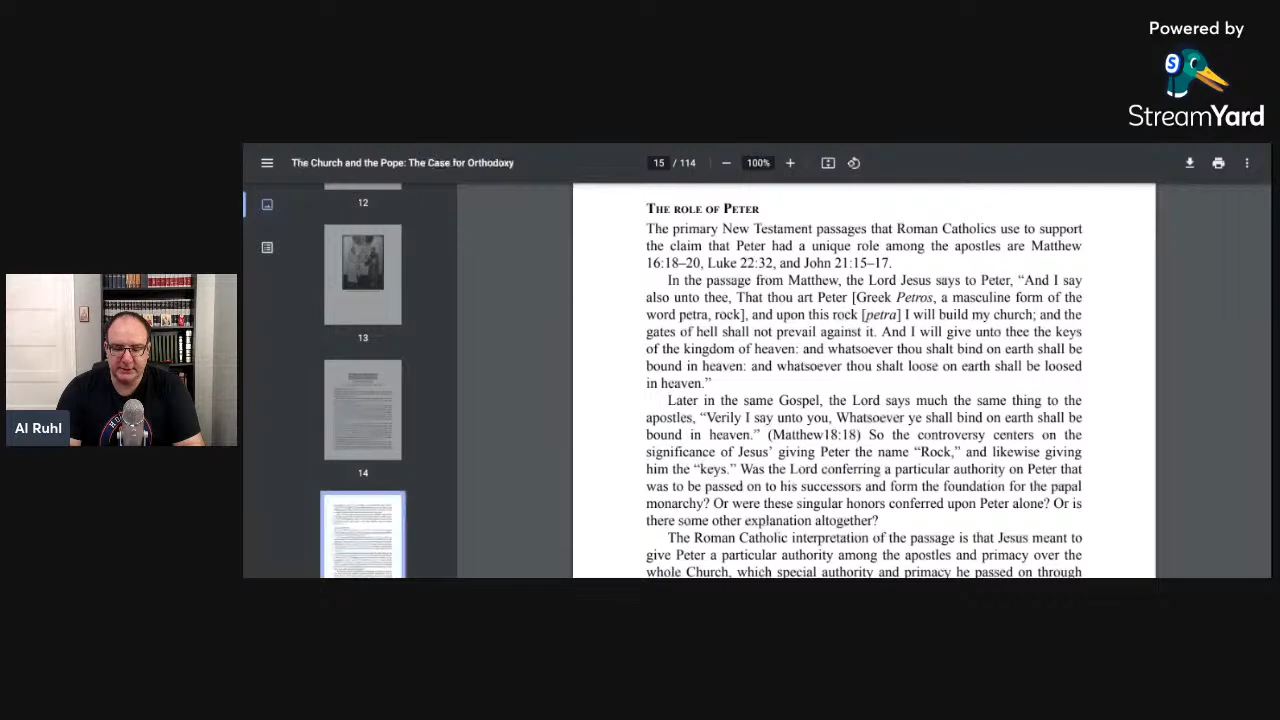 Powered by
S
StreamYard
The Church and the Pope: The Case for Orthodoxy
15 / 114
100%
12
13
14
THE ROLE OF PETER
The primary New Testament passages that Roman Catholics use to support
the claim that Peter had a unique role among the apostles are Matthew
16:18–20, Luke 22:32, and John 21:15–17.
In the passage from Matthew, the Lord Jesus says to Peter, “And I say
also unto thee, That thou art Peter [Greek Petros, a masculine form of the
word petra, rock], and upon this rock [petra] I will build my church; and the
gates of hell shall not prevail against it. And I will give unto thee the keys
of the kingdom of heaven: and whatsoever thou shalt bind on earth shall be
bound in heaven: and whatsoever thou shalt loose on earth shall be loosed
in heaven.”
Later in the same Gospel, the Lord says much the same thing to the
apostles, “Verily I say unto you, Whatsoever ye shall bind on earth shall be
bound in heaven.” (Matthew18:18) So the controversy centers on the
significance of Jesus’ giving Peter the name “Rock,” and likewise giving
him the “keys.” Was the Lord conferring a particular authority on Peter that
was to be passed on to his successors and form the foundation for the papal
monarchy? Or were these singular honors conferred upon Peter alone? Or is
there some other explanation altogether?
The Roman Catholic interpretation of the passage is that Jesus meant to
give Peter a particular authority among the apostles and primacy over the
whole Church, which special authority and primacy he passed on through
Al Ruhl